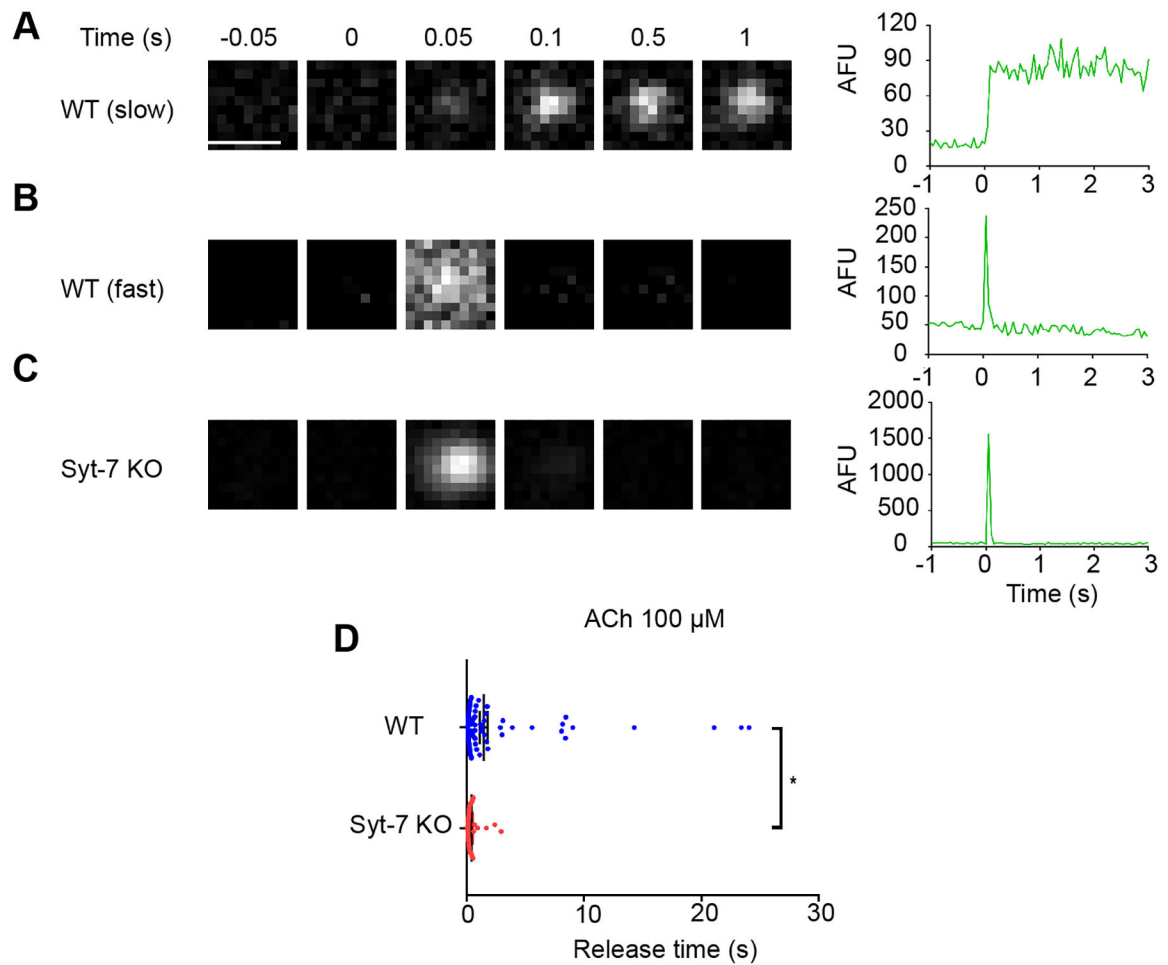 A
Time (s) -0.05 0 0.05 0.1 0.5 1
WT (slow)
AFU
120
90
60
30
0
-1 0 1 2 3
B
WT (fast)
AFU
250
200
150
100
50
0
-1 0 1 2 3
C
Syt-7 KO
AFU
2000
1500
1000
500
0
-1 0 1 2 3
Time (s)
ACh 100 µM
D
WT
*
Syt-7 KO
0 10 20 30
Release time (s)